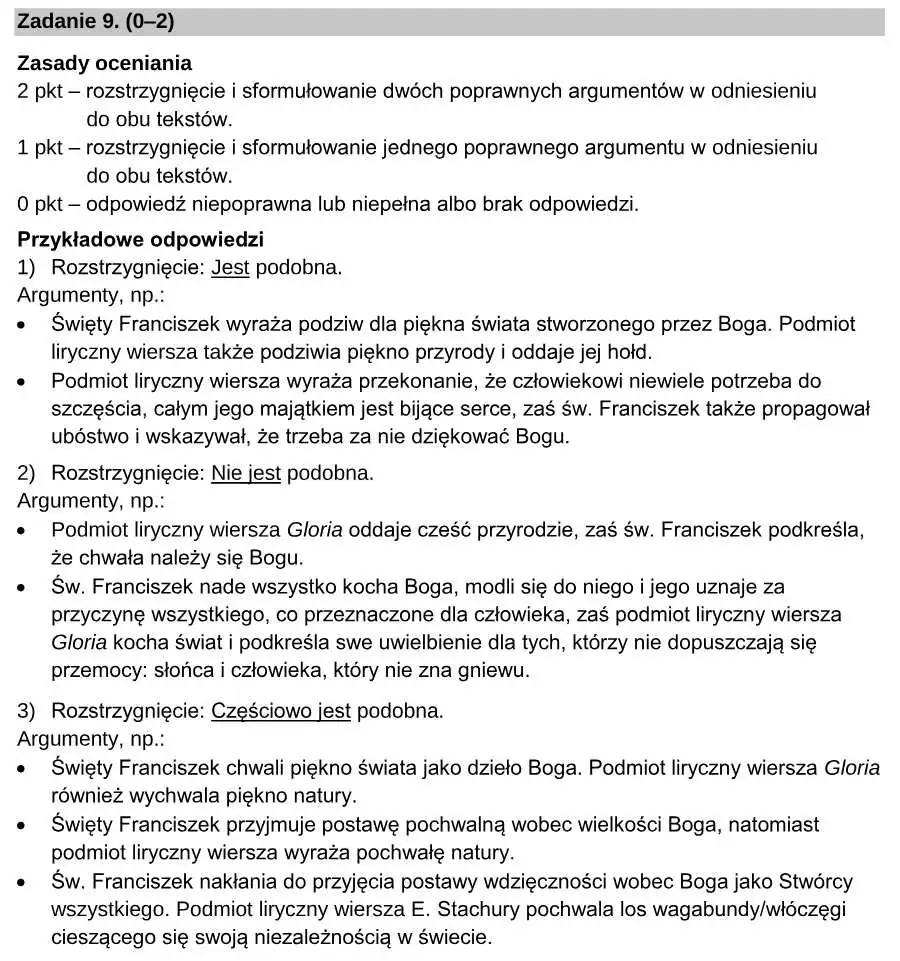 Zadanie 9. (0–2)
Zasady oceniania
2 pkt – rozstrzygnięcie i sformułowanie dwóch poprawnych argumentów w odniesieniu
do obu tekstów.
1 pkt – rozstrzygnięcie i sformułowanie jednego poprawnego argumentu w odniesieniu
do obu tekstów.
0 pkt – odpowiedź niepoprawna lub niepełna albo brak odpowiedzi.
Przykładowe odpowiedzi
1) Rozstrzygnięcie: Jest podobna.
Argumenty, np.:
• Święty Franciszek wyraża podziw dla piękna świata stworzonego przez Boga. Podmiot
liryczny wiersza także podziwia piękno przyrody i oddaje jej hołd.
• Podmiot liryczny wiersza wyraża przekonanie, że człowiekowi niewiele potrzeba do
szczęścia, całym jego majątkiem jest bijące serce, zaś św. Franciszek także propagował
ubóstwo i wskazywał, że trzeba za nie dziękować Bogu.
2) Rozstrzygnięcie: Nie jest podobna.
Argumenty, np.:
• Podmiot liryczny wiersza Gloria oddaje cześć przyrodzie, zaś św. Franciszek podkreśla,
że chwała należy się Bogu.
• Św. Franciszek nade wszystko kocha Boga, modli się do niego i jego uznaje za
przyczynę wszystkiego, co przeznaczone dla człowieka, zaś podmiot liryczny wiersza
Gloria kocha świat i podkreśla swe uwielbienie dla tych, którzy nie dopuszczają się
przemocy: słońca i człowieka, który nie zna gniewu.
3) Rozstrzygnięcie: Częściowo jest podobna.
Argumenty, np.:
• Święty Franciszek chwali piękno świata jako dzieło Boga. Podmiot liryczny wiersza Gloria
również wychwala piękno natury.
• Święty Franciszek przyjmuje postawę pochwalną wobec wielkości Boga, natomiast
podmiot liryczny wiersza wyraża pochwałę natury.
• Św. Franciszek nakłania do przyjęcia postawy wdzięczności wobec Boga jako Stwórcy
wszystkiego. Podmiot liryczny wiersza E. Stachury pochwala los wagabundy/włóczęgi
cieszącego się swoją niezależnością w świecie.